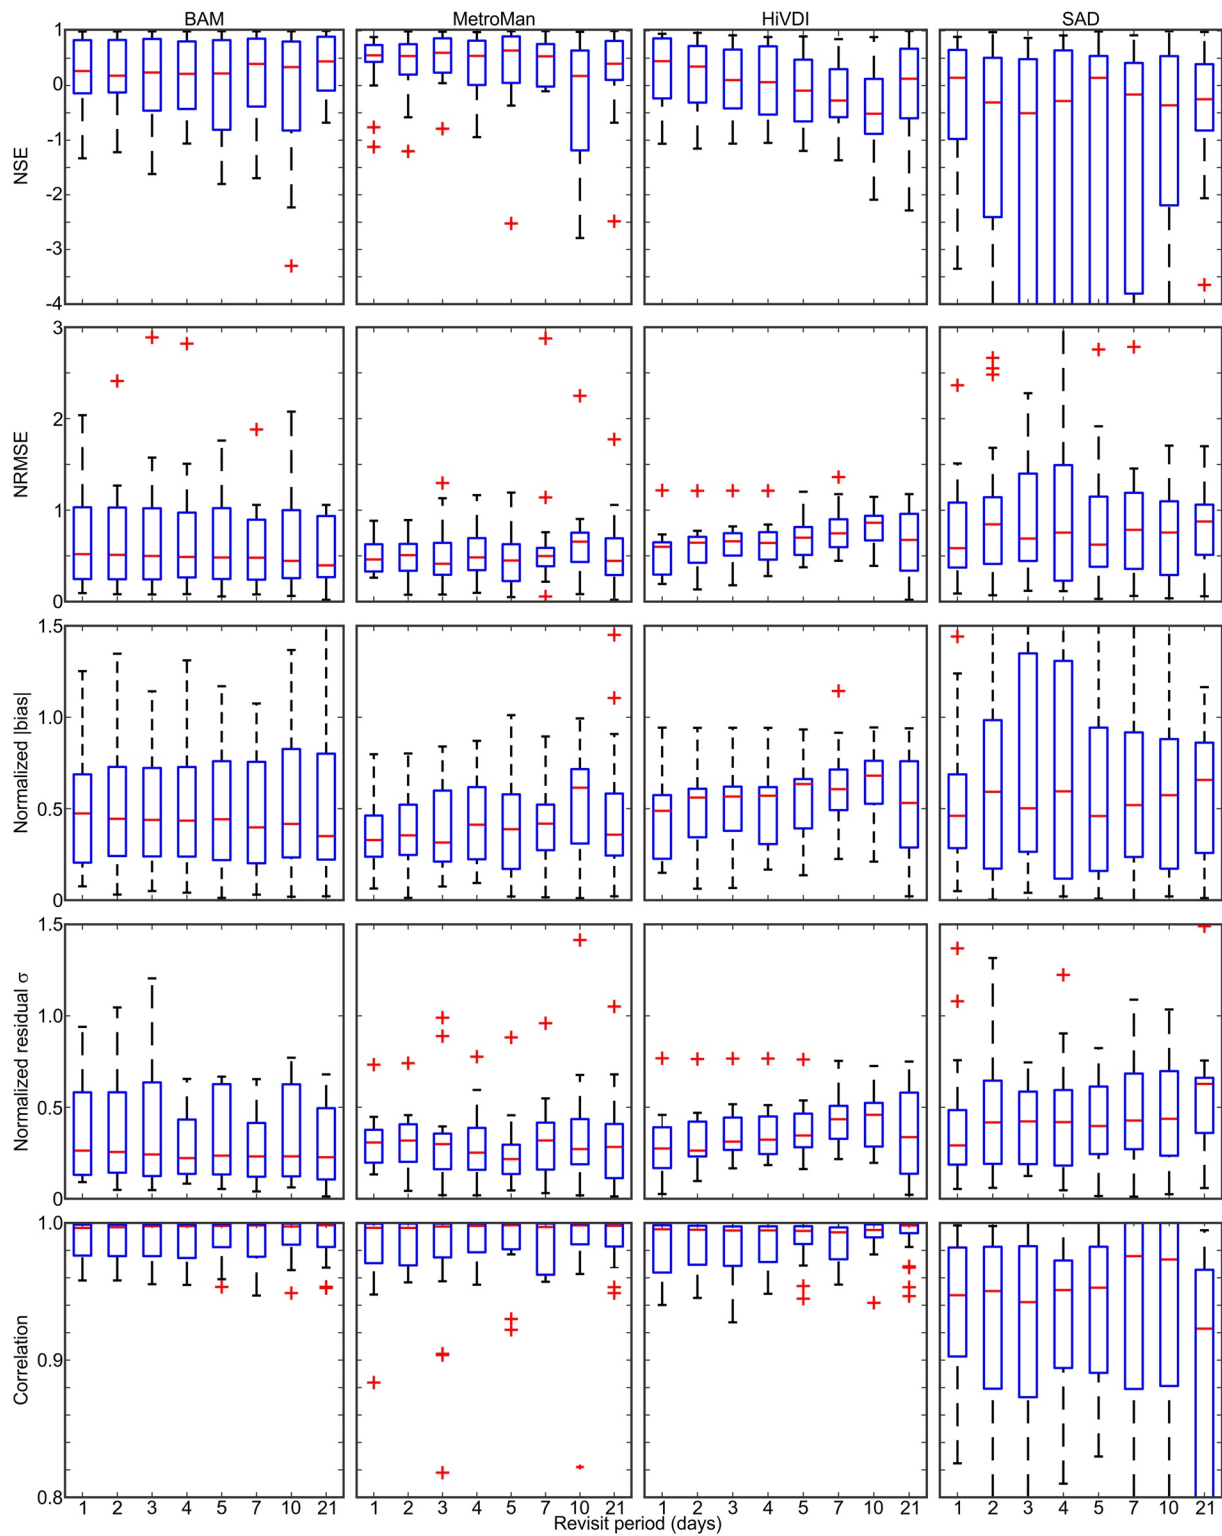 BAM MetroMan HiVDI SAD
1
0
-1
-2
-3
-4
NSE
3
2
1
0
NRMSE
1.5
1.0
0.5
0
Normalized |bias|
1.5
1.0
0.5
0
Normalized residual σ
1.0
0.9
0.8
Correlation
1 2 3 4 5 7 10 21 1 2 3 4 5 7 10 21 1 2 3 4 5 7 10 21 1 2 3 4 5 7 10 21
Revisit period (days)